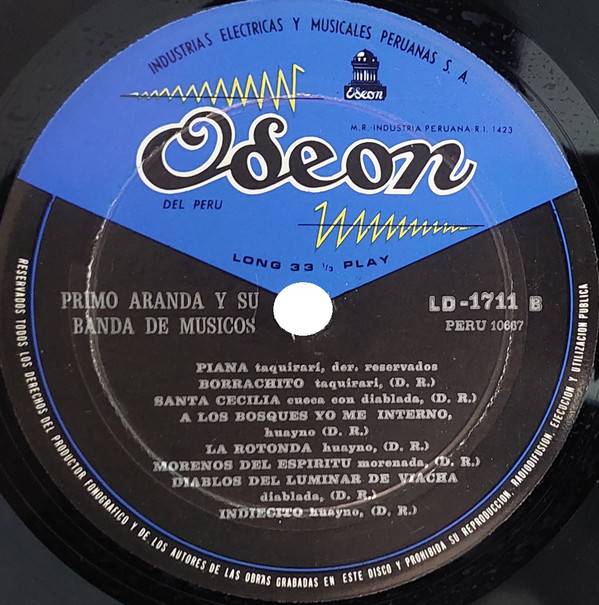 INDUSTRIAS ELECTRICAS Y MUSICALES PERUANAS S. A.
Odeon
M.R. INDUSTRIA PERUANA-R.I. 1423
Odeon
DEL PERU
LONG 33 1/3 PLAY
PRIMO ARANDA Y SU
BANDA DE MUSICOS
LD-1711 B
PERU 10667
PIANA taquirari, der. reservados
BORRACHITO taquirari, (D. R.)
SANTA CECILIA cueca con diablada, (D. R.)
A LOS BOSQUES YO ME INTERNO,
huayno (D. R.)
LA ROTONDA huayno, (D. R.)
MORENOS DEL ESPIRITU morenada, (D. R.)
DIABLOS DEL LUMINAR DE VIACHA
diablada, (D. R.)
INDIECITO huayno, (D. R.)
RESERVADOS TODOS LOS DERECHOS DEL PRODUCTOR FONOGRAFICO Y DE LOS AUTORES DE LAS OBRAS GRABADAS EN ESTE DISCO Y PROHIBIDA SU REPRODUCCION, RADIODIFUSION, EJECUCION Y UTILIZACION PUBLICA